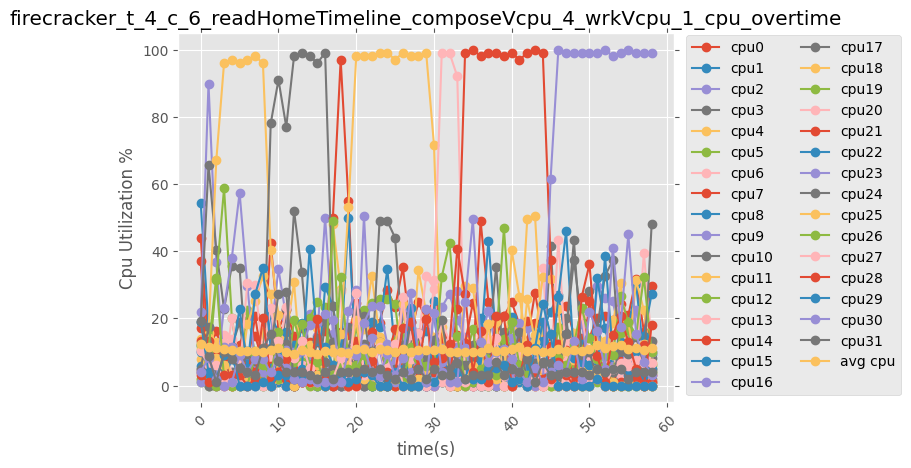 firecracker_t_4_c_6_readHomeTimeline_composeVcpu_4_wrkVcpu_1_cpu_overtime
100
80
60
40
20
0
Cpu Utilization %
0
10
20
30
40
50
60
time(s)
cpu0
cpu1
cpu2
cpu3
cpu4
cpu5
cpu6
cpu7
cpu8
cpu9
cpu10
cpu11
cpu12
cpu13
cpu14
cpu15
cpu16
cpu17
cpu18
cpu19
cpu20
cpu21
cpu22
cpu23
cpu24
cpu25
cpu26
cpu27
cpu28
cpu29
cpu30
cpu31
avg cpu